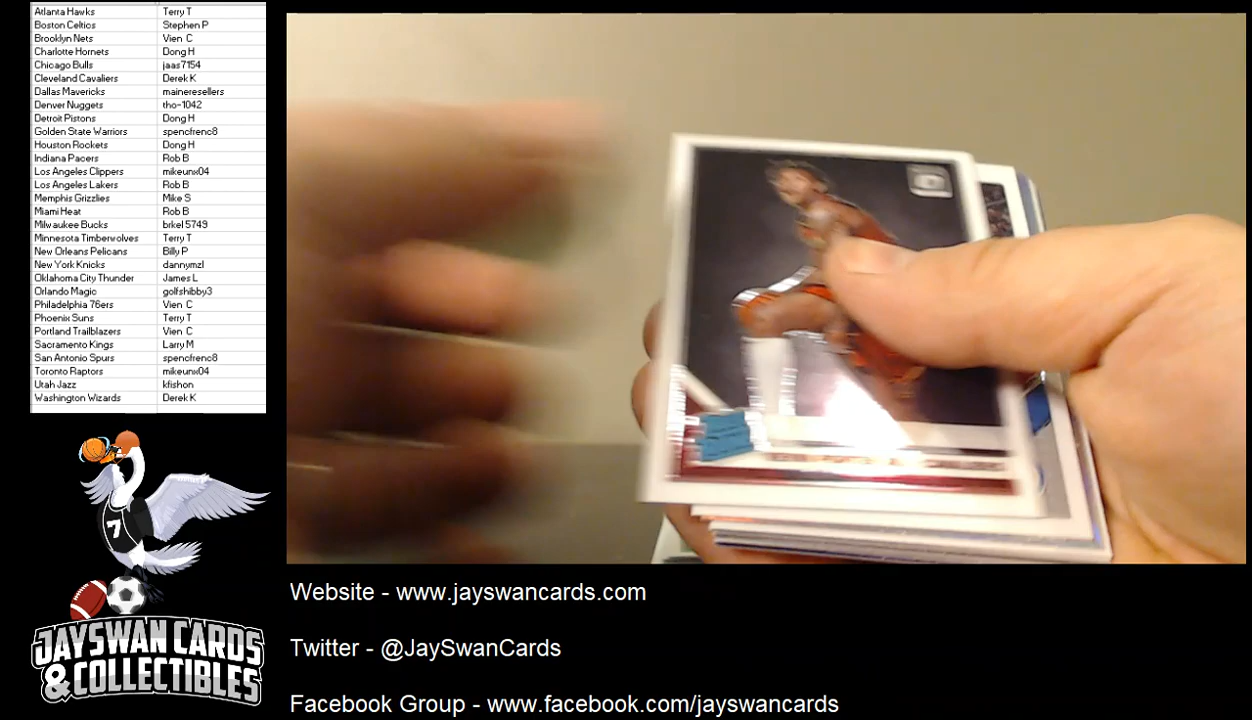 Atlanta Hawks Terry T
Boston Celtics Stephen P
Brooklyn Nets Vien C
Charlotte Hornets Dong H
Chicago Bulls jaas7154
Cleveland Cavaliers Derek K
Dallas Mavericks maineresellers
Denver Nuggets tho-1042
Detroit Pistons Dong H
Golden State Warriors spencfrenc8
Houston Rockets Dong H
Indiana Pacers Rob B
Los Angeles Clippers mikeunx04
Los Angeles Lakers Rob B
Memphis Grizzlies Mike S
Miami Heat Rob B
Milwaukee Bucks brkel5749
Minnesota Timberwolves Terry T
New Orleans Pelicans Billy P
New York Knicks dannymzl
Oklahoma City Thunder James L
Orlando Magic golfshibby3
Philadelphia 76ers Vien C
Phoenix Suns Terry T
Portland Trailblazers Vien C
Sacramento Kings Larry M
San Antonio Spurs spencfrenc8
Toronto Raptors mikeunx04
Utah Jazz kfishon
Washington Wizards Derek K
7
JAYSWAN CARDS
& COLLECTIBLES
Website - www.jayswancards.com
Twitter - @JaySwanCards
Facebook Group - www.facebook.com/jayswancards